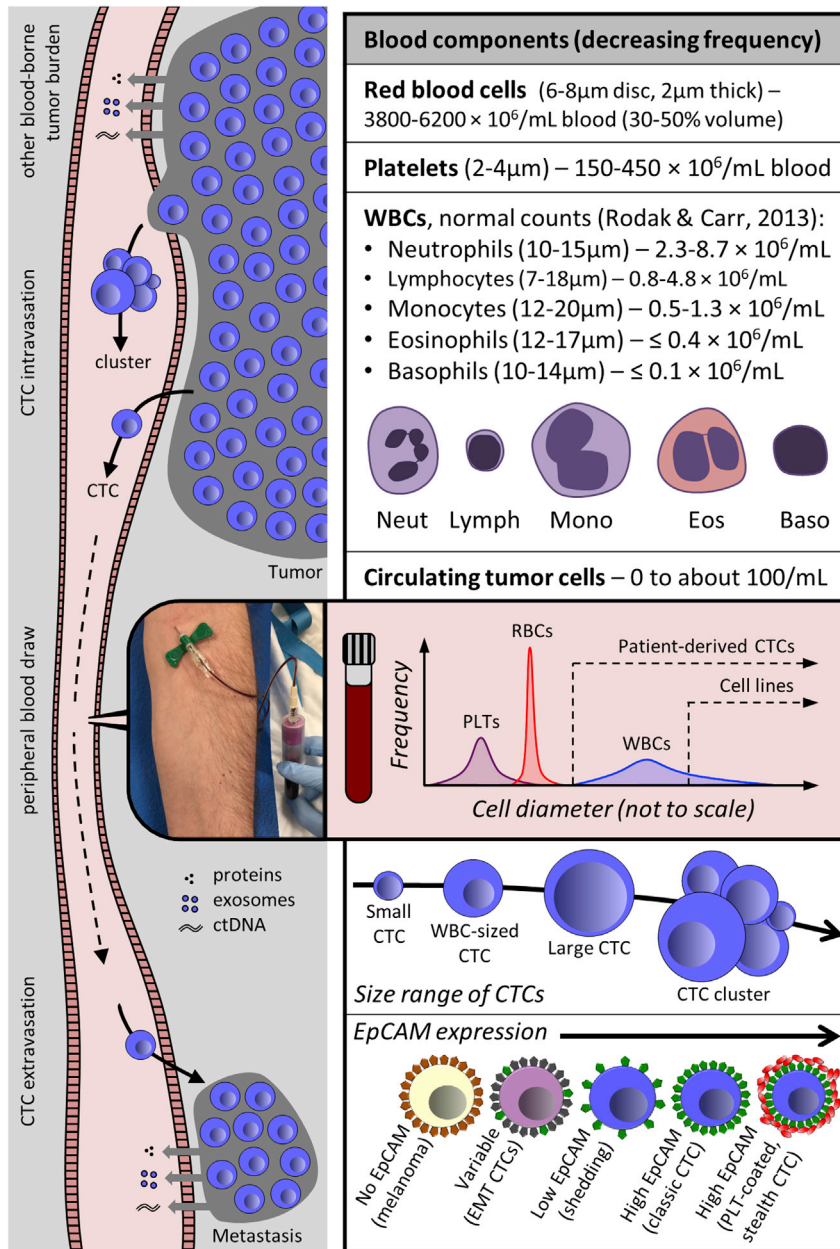 other blood-borne
tumor burden
CTC intravasation
cluster
CTC
Tumor
peripheral blood draw
proteins
exosomes
ctDNA
CTC extravasation
Metastasis
Blood components (decreasing frequency)
Red blood cells (6-8µm disc, 2µm thick) –
3800-6200 × 10⁶/mL blood (30-50% volume)
Platelets (2-4µm) – 150-450 × 10⁶/mL blood
WBCs, normal counts (Rodak & Carr, 2013):
• Neutrophils (10-15µm) – 2.3-8.7 × 10⁶/mL
• Lymphocytes (7-18µm) – 0.8-4.8 × 10⁶/mL
• Monocytes (12-20µm) – 0.5-1.3 × 10⁶/mL
• Eosinophils (12-17µm) – ≤ 0.4 × 10⁶/mL
• Basophils (10-14µm) – ≤ 0.1 × 10⁶/mL
Neut Lymph Mono Eos Baso
Circulating tumor cells – 0 to about 100/mL
Frequency
PLTs
RBCs
Patient-derived CTCs
Cell lines
WBCs
Cell diameter (not to scale)
Small
CTC
WBC-sized
CTC
Large CTC
CTC cluster
Size range of CTCs
EpCAM expression
No EpCAM
(melanoma)
Variable
(EMT CTCs)
Low EpCAM
(shedding)
High EpCAM
(classic CTC)
High EpCAM
(PLT-coated,
stealth CTC)